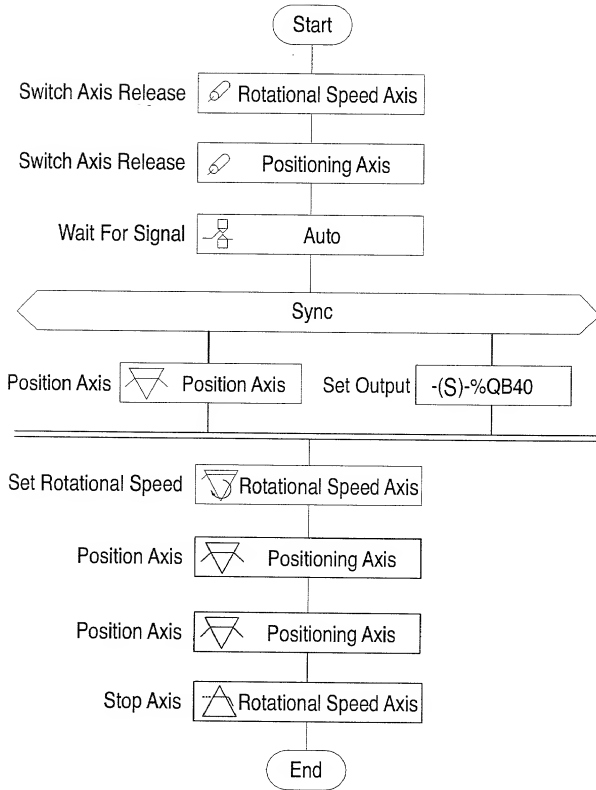 Start
Switch Axis Release Rotational Speed Axis
Switch Axis Release Positioning Axis
Wait For Signal Auto
Sync
Position Axis Position Axis Set Output -(S)-%QB40
Set Rotational Speed Rotational Speed Axis
Position Axis Positioning Axis
Position Axis Positioning Axis
Stop Axis Rotational Speed Axis
End